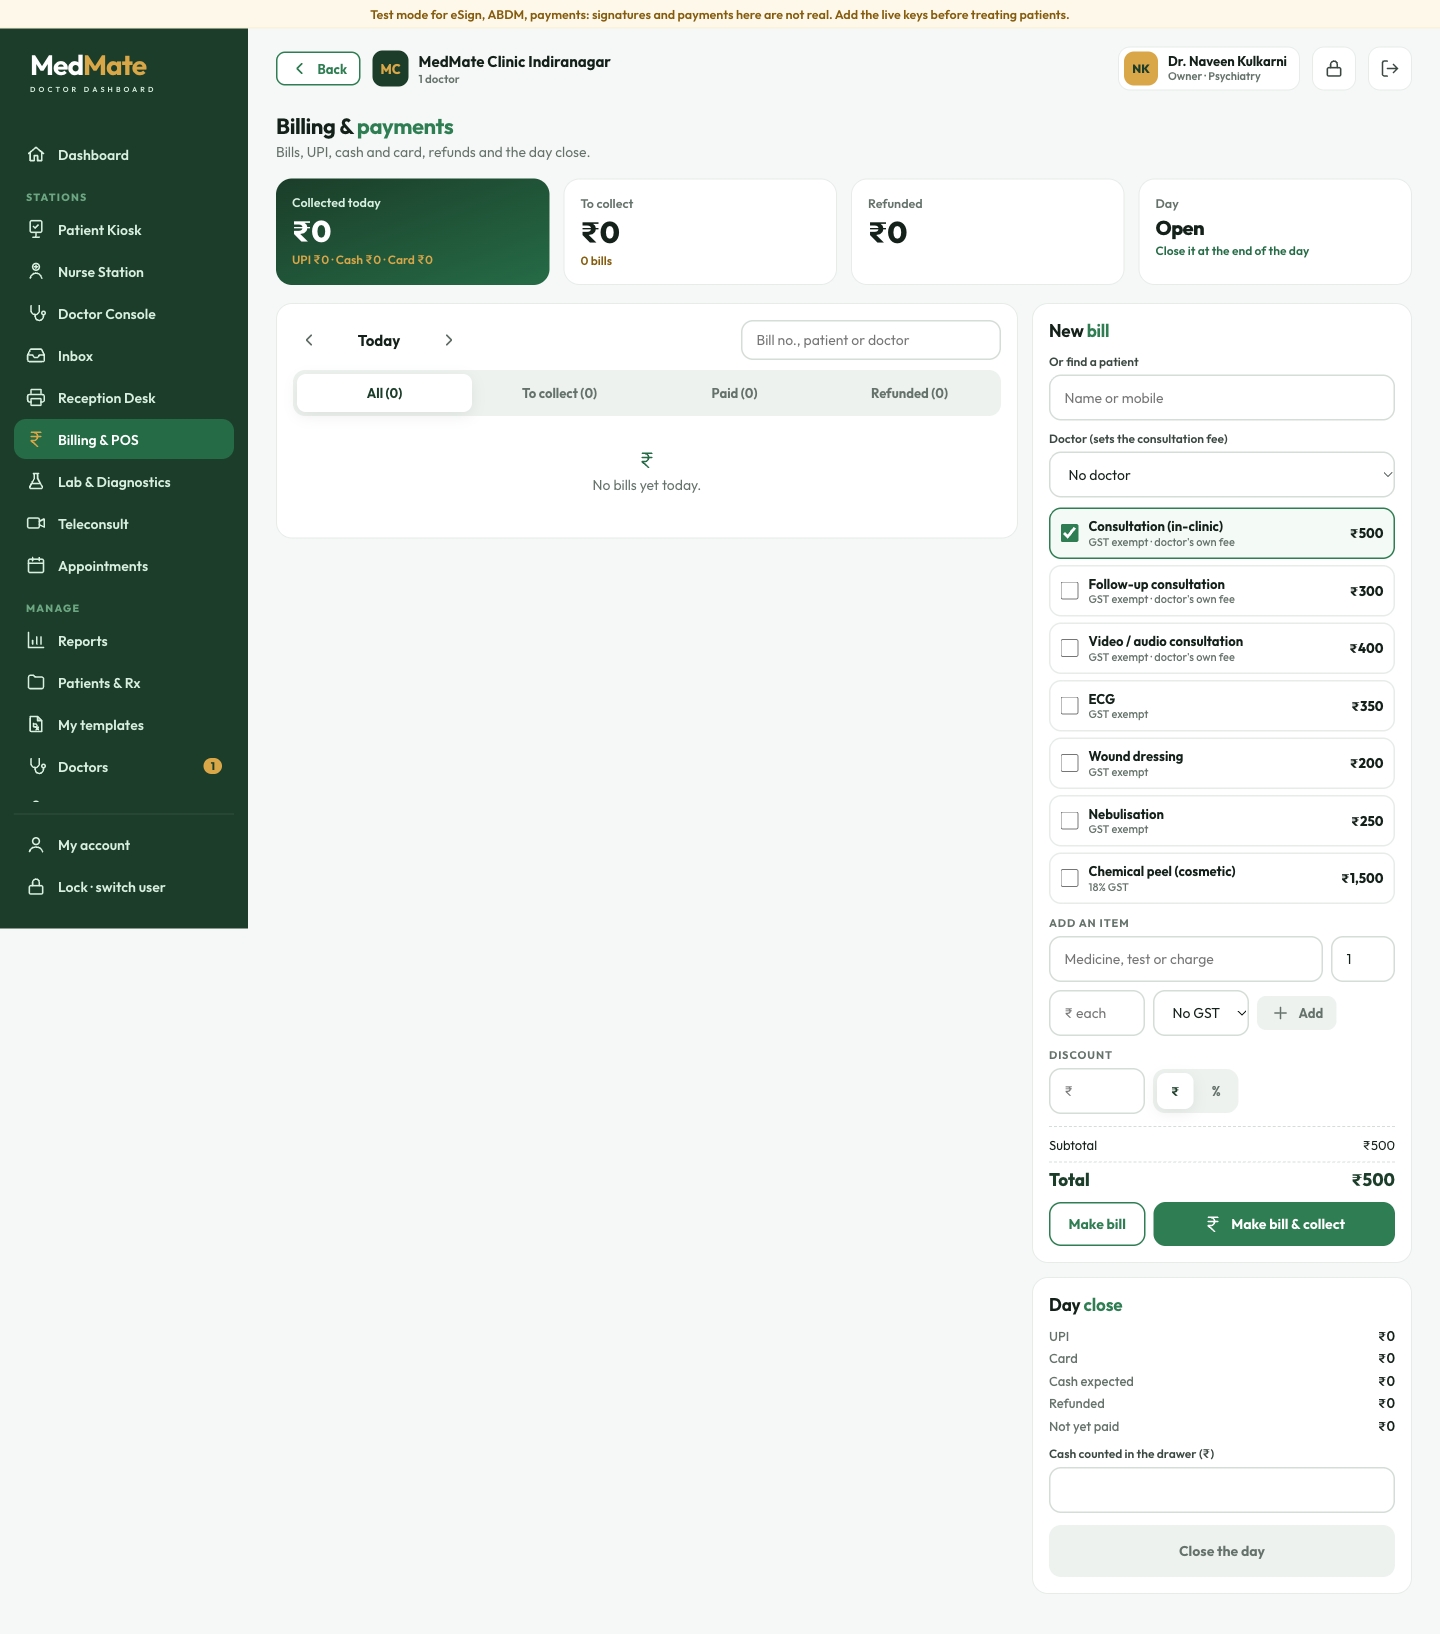 Test mode for eSign, ABDM, payments: signatures and payments here are not real. Add the live keys before treating patients.
MedMate
DOCTOR DASHBOARD
Dashboard
STATIONS
Patient Kiosk
Nurse Station
Doctor Console
Inbox
Reception Desk
Billing & POS
Lab & Diagnostics
Teleconsult
Appointments
MANAGE
Reports
Patients & Rx
My templates
Doctors
1
My account
Lock · switch user
Back
MC
MedMate Clinic Indiranagar
1 doctor
NK
Dr. Naveen Kulkarni
Owner · Psychiatry
Billing & payments
Bills, UPI, cash and card, refunds and the day close.
Collected today
₹0
UPI ₹0 · Cash ₹0 · Card ₹0
To collect
₹0
0 bills
Refunded
₹0
Day
Open
Close it at the end of the day
Today
Bill no., patient or doctor
All (0)
To collect (0)
Paid (0)
Refunded (0)
₹
No bills yet today.
New bill
Or find a patient
Name or mobile
Doctor (sets the consultation fee)
No doctor
Consultation (in-clinic)
GST exempt · doctor's own fee
₹500
Follow-up consultation
GST exempt · doctor's own fee
₹300
Video / audio consultation
GST exempt · doctor's own fee
₹400
ECG
GST exempt
₹350
Wound dressing
GST exempt
₹200
Nebulisation
GST exempt
₹250
Chemical peel (cosmetic)
18% GST
₹1,500
ADD AN ITEM
Medicine, test or charge
1
₹ each
No GST
Add
DISCOUNT
₹
₹
%
Subtotal
₹500
Total
₹500
Make bill
₹ Make bill & collect
Day close
UPI
₹0
Card
₹0
Cash expected
₹0
Refunded
₹0
Not yet paid
₹0
Cash counted in the drawer (₹)
Close the day